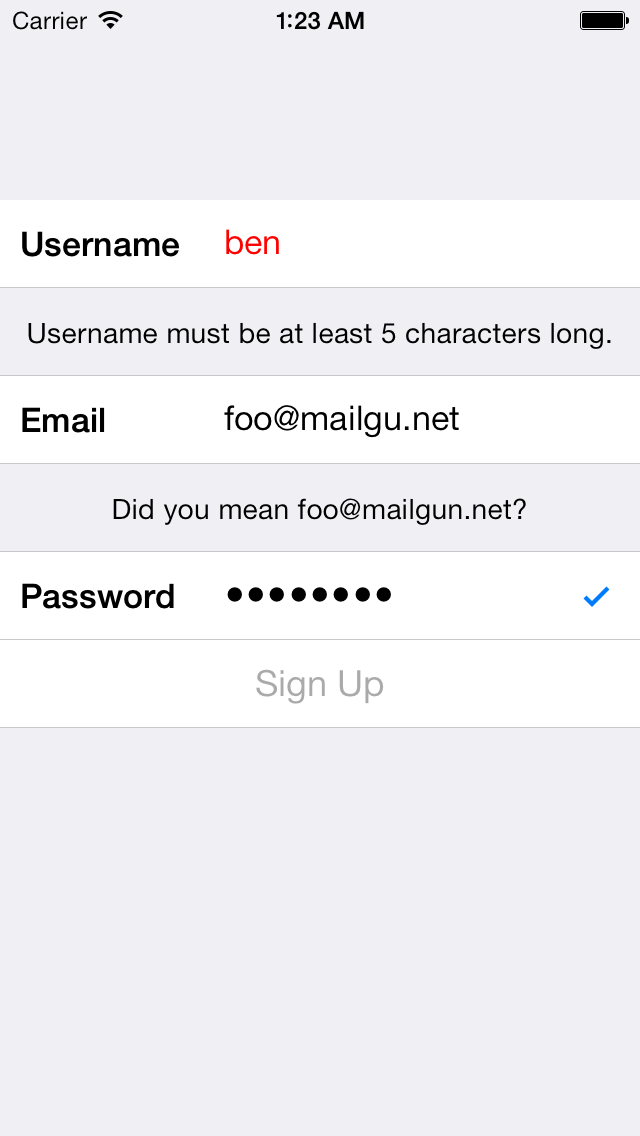 Carrier 1:23 AM
Username ben
Username must be at least 5 characters long.
Email foo@mailgu.net
Did you mean foo@mailgun.net?
Password ••••••••
Sign Up